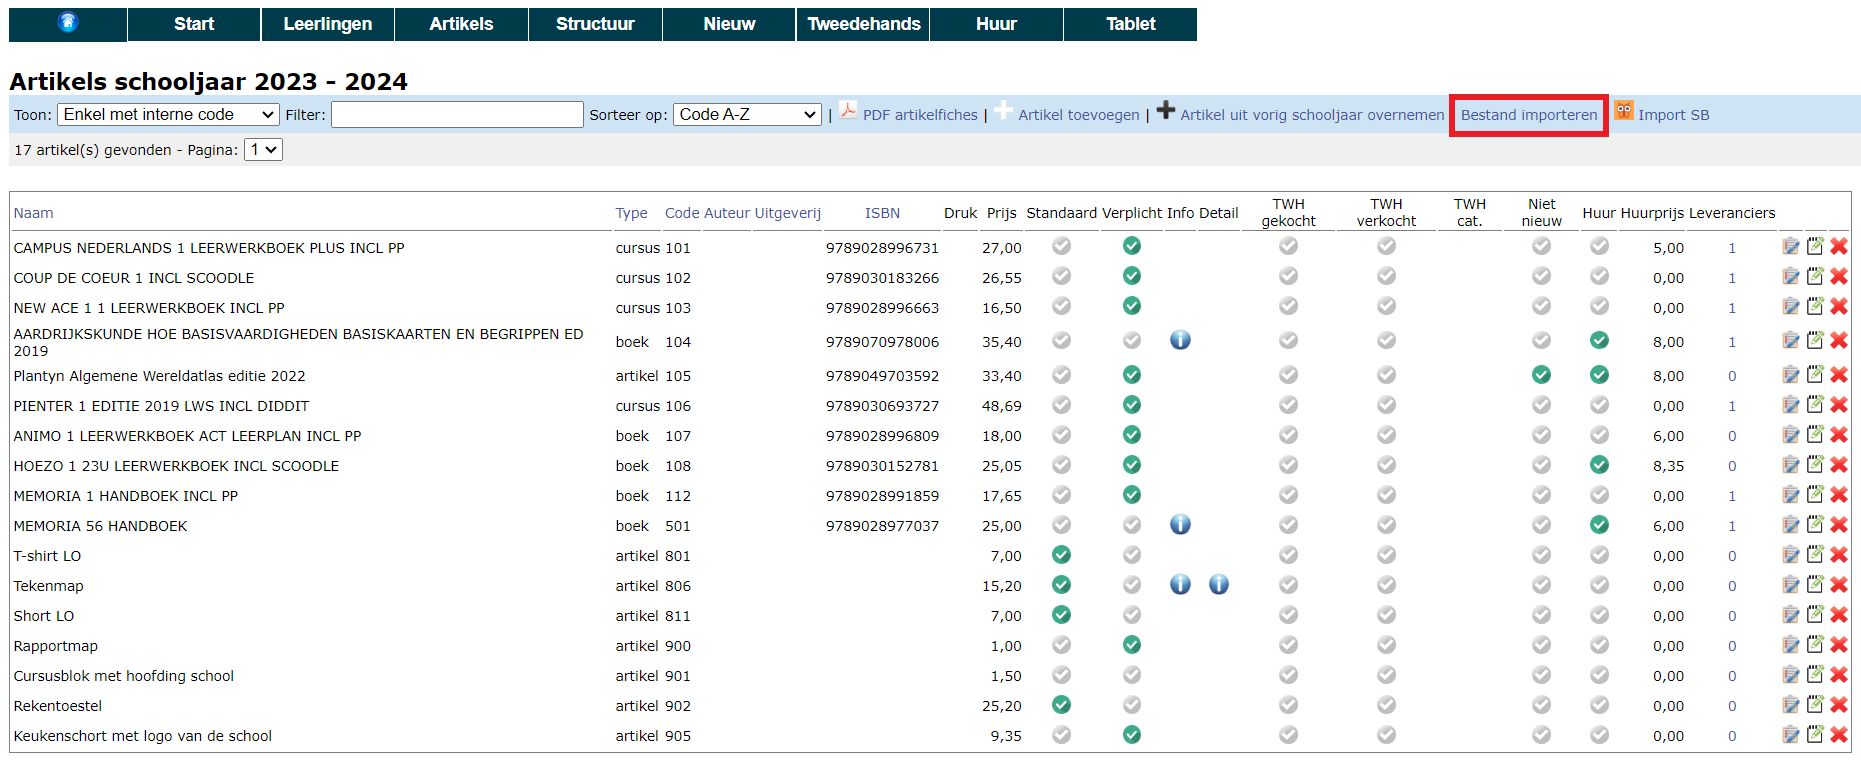 Start Leerlingen Artikels Structuur Nieuw Tweedehands Huur Tablet
Artikels schooljaar 2023 - 2024
Toon: Enkel met interne code Filter: Sorteer op: Code A-Z | PDF artikelfiches | Artikel toevoegen | Artikel uit vorig schooljaar overnemen Bestand importeren Import SB
17 artikel(s) gevonden - Pagina: 1
Naam Type Code Auteur Uitgeverij ISBN Druk Prijs Standaard Verplicht Info Detail TWH gekocht TWH verkocht TWH cat. Niet nieuw Huur Huurprijs Leveranciers
CAMPUS NEDERLANDS 1 LEERWERKBOEK PLUS INCL PP cursus 101 9789028996731 27,00 5,00 1
COUP DE COEUR 1 INCL SCOODLE cursus 102 9789030183266 26,55 0,00 1
NEW ACE 1 1 LEERWERKBOEK INCL PP cursus 103 9789028996663 16,50 0,00 1
AARDRIJKSKUNDE HOE BASISVAARDIGHEDEN BASISKAARTEN EN BEGRIPPEN ED
2019 boek 104 9789070978006 35,40 8,00 1
Plantyn Algemene Wereldatlas editie 2022 artikel 105 9789049703592 33,40 8,00 0
PIENTER 1 EDITIE 2019 LWS INCL DIDDIT cursus 106 9789030693727 48,69 0,00 1
ANIMO 1 LEERWERKBOEK ACT LEERPLAN INCL PP boek 107 9789028996809 18,00 6,00 0
HOEZO 1 23U LEERWERKBOEK INCL SCOODLE boek 108 9789030152781 25,05 8,35 0
MEMORIA 1 HANDBOEK INCL PP boek 112 9789028991859 17,65 0,00 1
MEMORIA 56 HANDBOEK boek 501 9789028977037 25,00 6,00 1
T-shirt LO artikel 801 7,00 0,00 0
Tekenmap artikel 806 15,20 0,00 0
Short LO artikel 811 7,00 0,00 0
Rapportmap artikel 900 1,00 0,00 0
Cursusblok met hoofding school artikel 901 1,50 0,00 0
Rekentoestel artikel 902 25,20 0,00 0
Keukenschort met logo van de school artikel 905 9,35 0,00 0